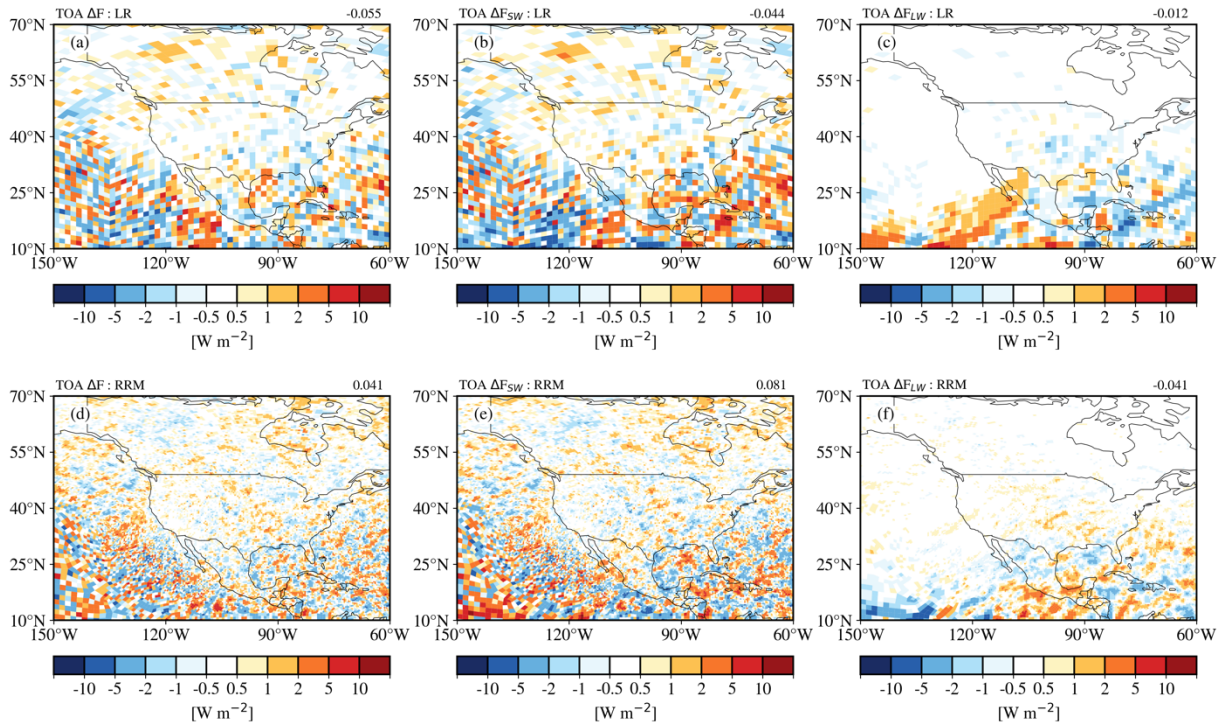 TOA ΔF : LR -0.055
TOA ΔF_SW : LR -0.044
TOA ΔF_LW : LR -0.012
(a)
(b)
(c)
70°N 70°N 70°N
55°N 55°N 55°N
40°N 40°N 40°N
25°N 25°N 25°N
10°N 10°N 10°N
150°W 120°W 90°W 60°W
150°W 120°W 90°W 60°W
150°W 120°W 90°W 60°W
-10 -5 -2 -1 -0.5 0.5 1 2 5 10
-10 -5 -2 -1 -0.5 0.5 1 2 5 10
-10 -5 -2 -1 -0.5 0.5 1 2 5 10
[W m⁻²]
[W m⁻²]
[W m⁻²]
TOA ΔF : RRM 0.041
TOA ΔF_SW : RRM 0.081
TOA ΔF_LW : RRM -0.041
(d)
(e)
(f)
70°N 70°N 70°N
55°N 55°N 55°N
40°N 40°N 40°N
25°N 25°N 25°N
10°N 10°N 10°N
150°W 120°W 90°W 60°W
150°W 120°W 90°W 60°W
150°W 120°W 90°W 60°W
-10 -5 -2 -1 -0.5 0.5 1 2 5 10
-10 -5 -2 -1 -0.5 0.5 1 2 5 10
-10 -5 -2 -1 -0.5 0.5 1 2 5 10
[W m⁻²]
[W m⁻²]
[W m⁻²]